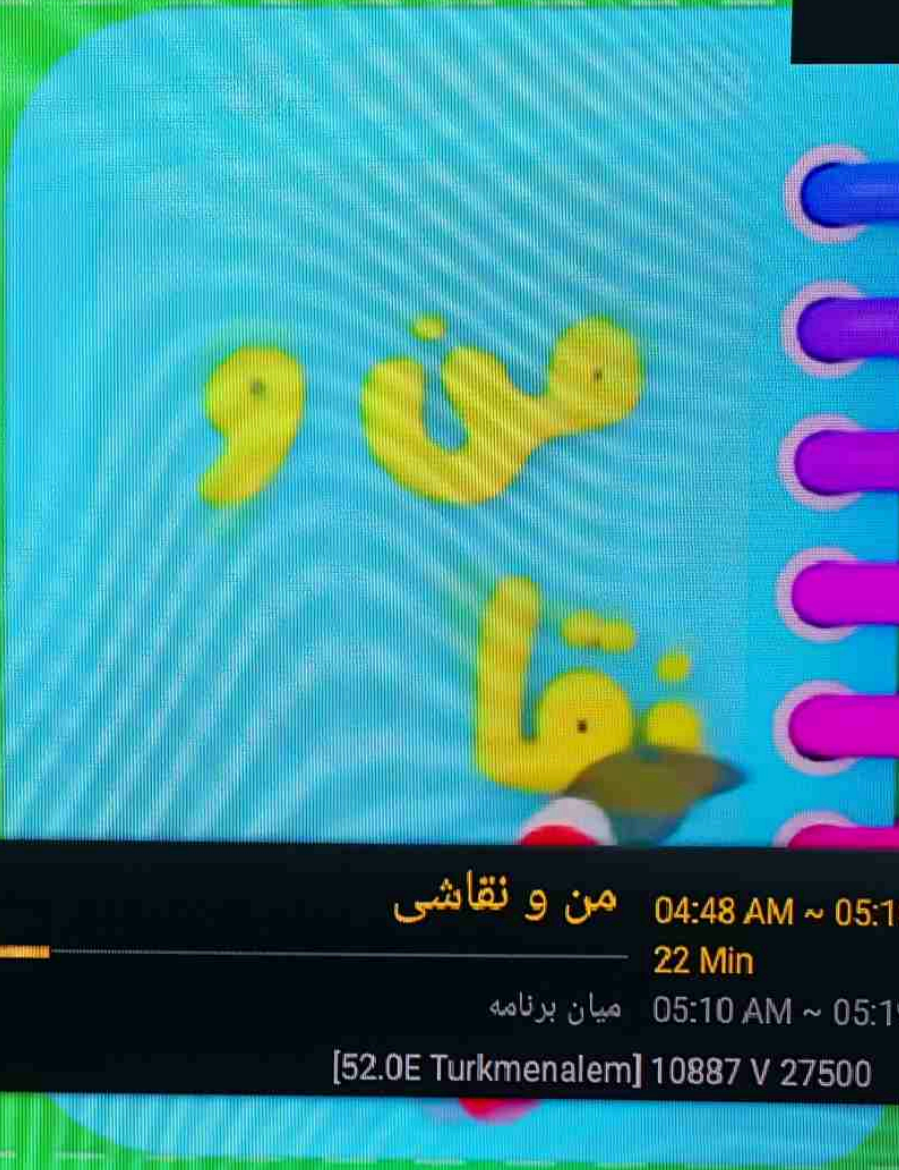 من و
نقا
من و نقاشی
04:48 AM ~ 05:1
22 Min
میان برنامه
05:10 AM ~ 05:1
[52.0E Turkmenalem] 10887 V 27500